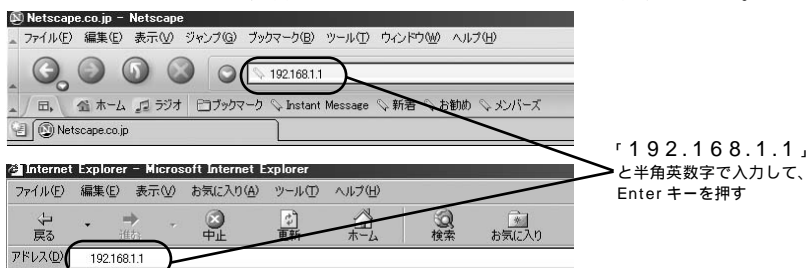 Netscape.co.jp - Netscape
ファイル(F) 編集(E) 表示(V) ジャンプ(G) ブックマーク(B) ツール(T) ウィンドウ(W) ヘルプ(H)
192.168.1.1
ホーム ラジオ ブックマーク Instant Message 新着 お勧め メンバーズ
Netscape.co.jp
「192.168.1.1」
と半角英数字で入力して、
Enter キーを押す
Internet Explorer - Microsoft Internet Explorer
ファイル(F) 編集(E) 表示(V) お気に入り(A) ツール(T) ヘルプ(H)
戻る 進む 中止 更新 ホーム 検索 お気に入り
アドレス(D) 192.168.1.1